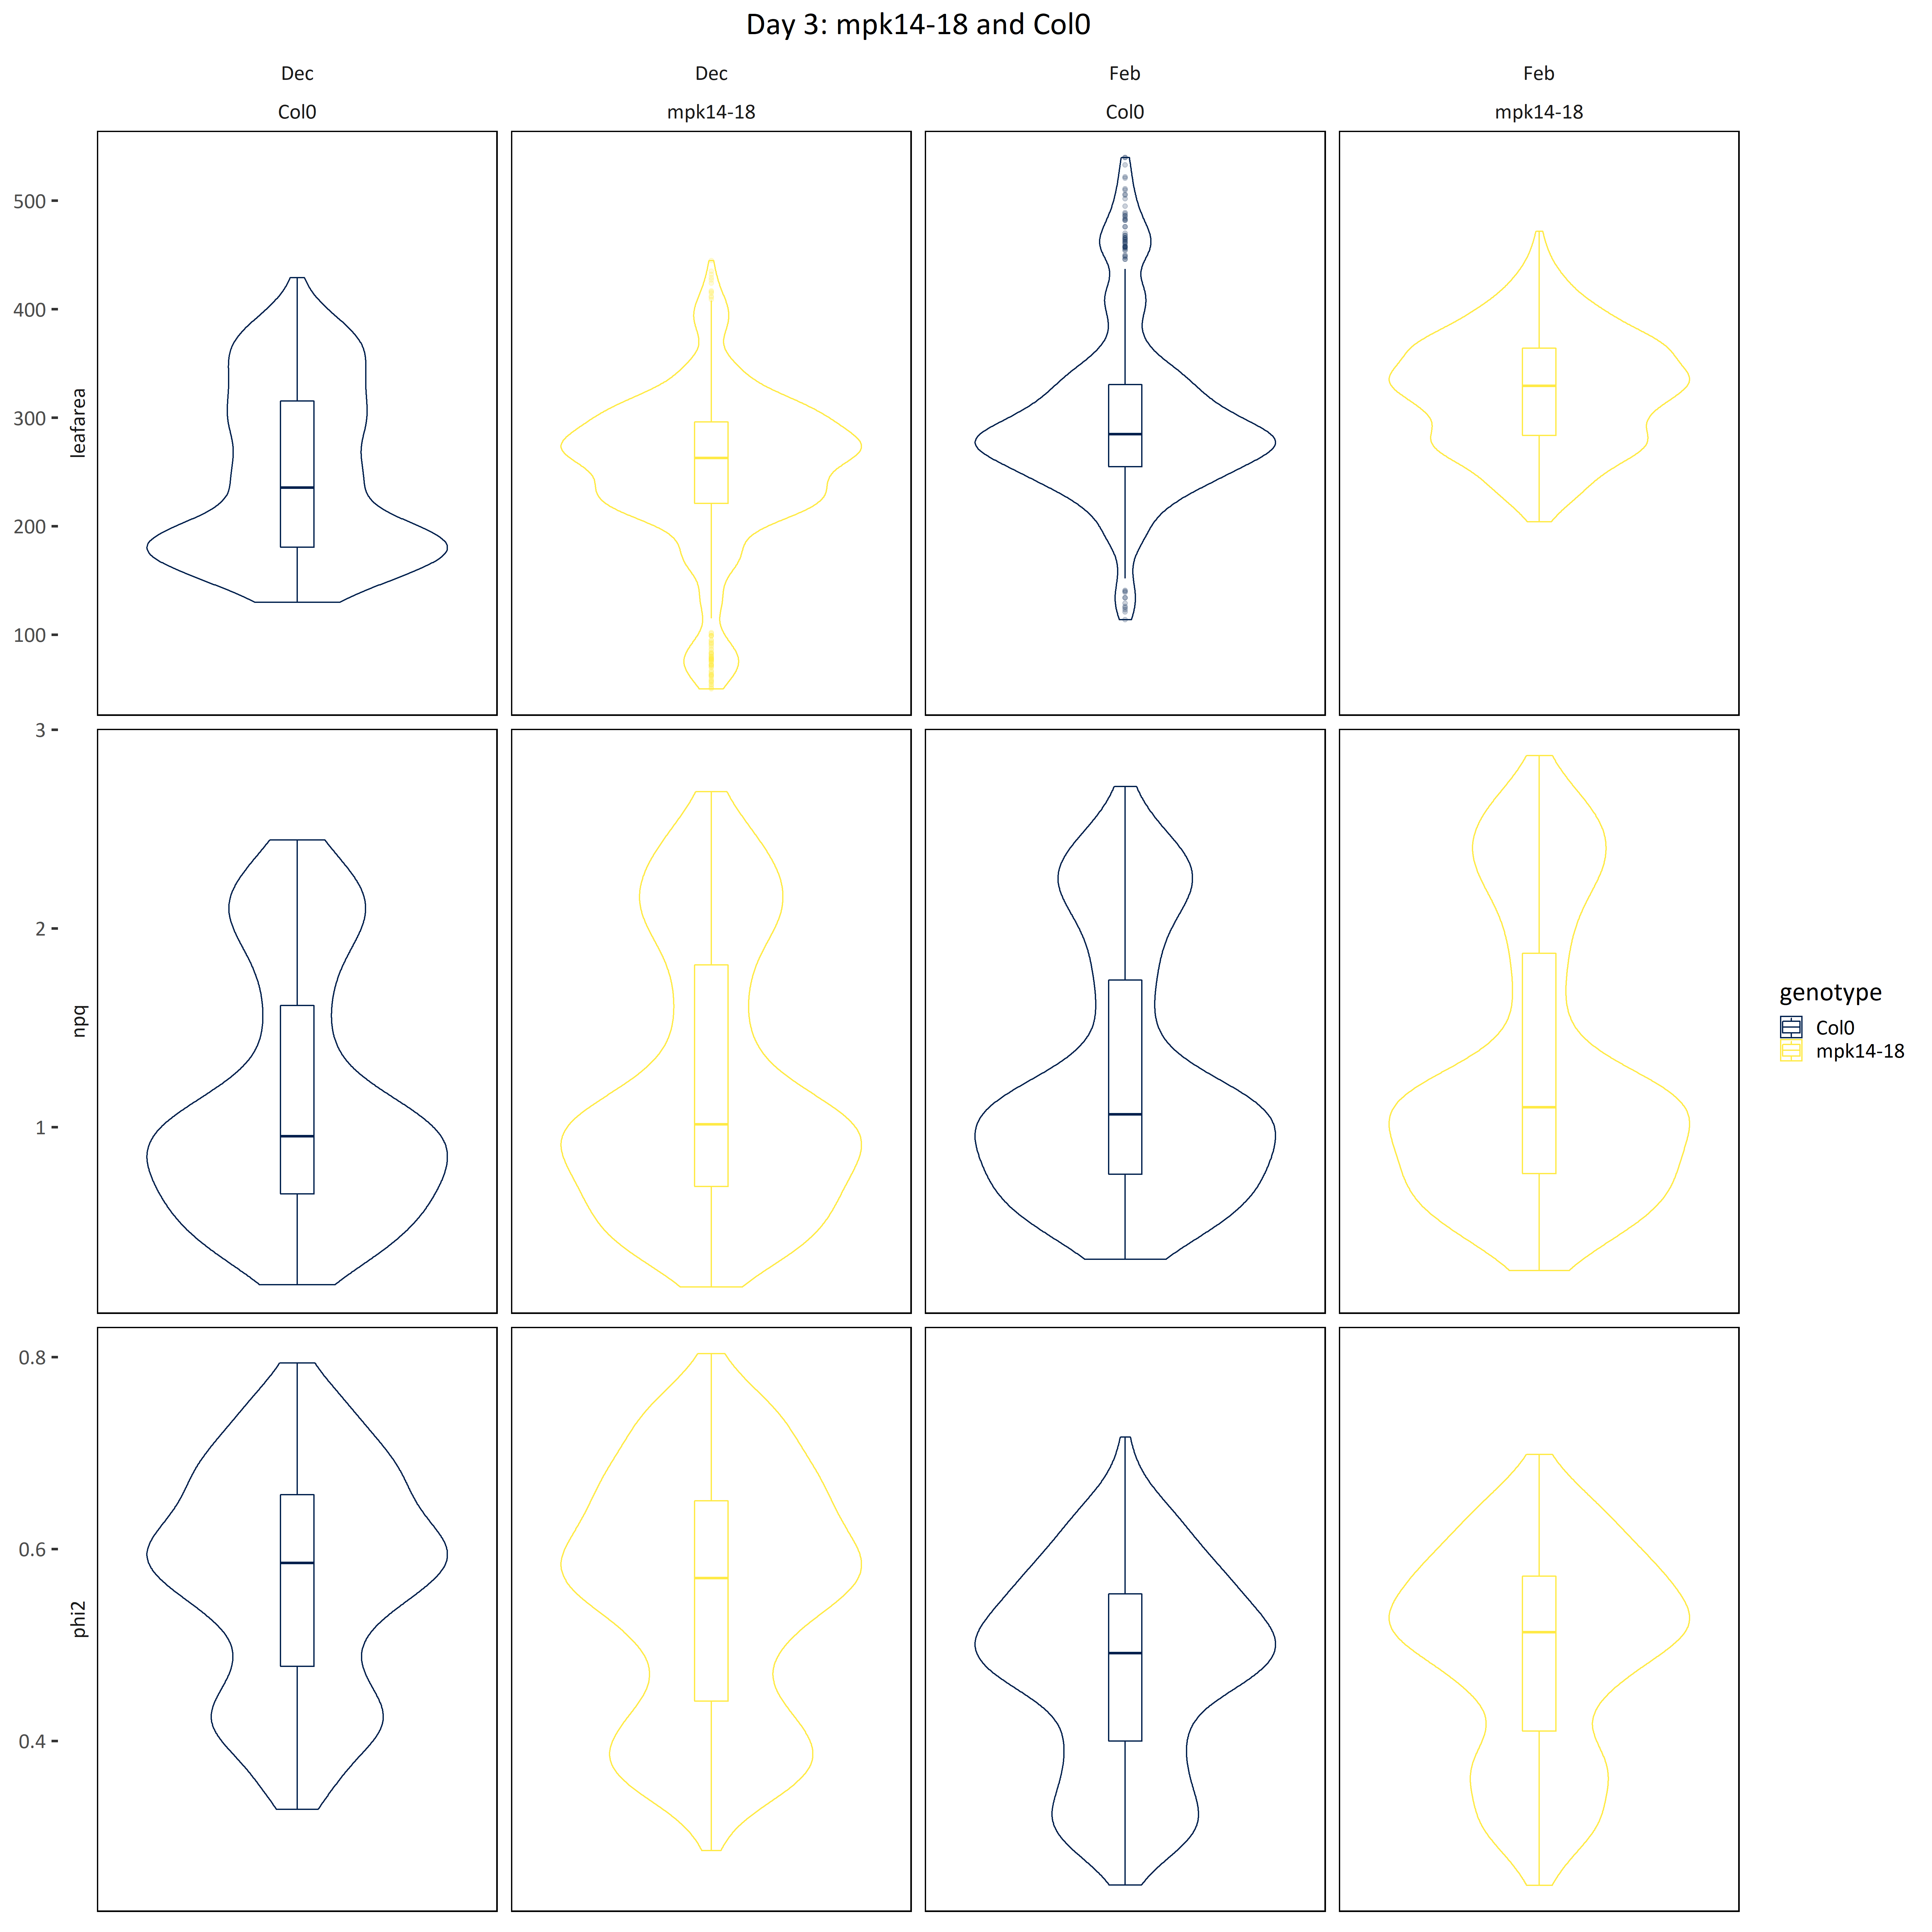 Day 3: mpk14-18 and Col0
Dec Dec Feb Feb
Col0 mpk14-18 Col0 mpk14-18
500
400
leafarea
300
200
100
3
2
npq
1
genotype
Col0
mpk14-18
0.8
0.6
phi2
0.4